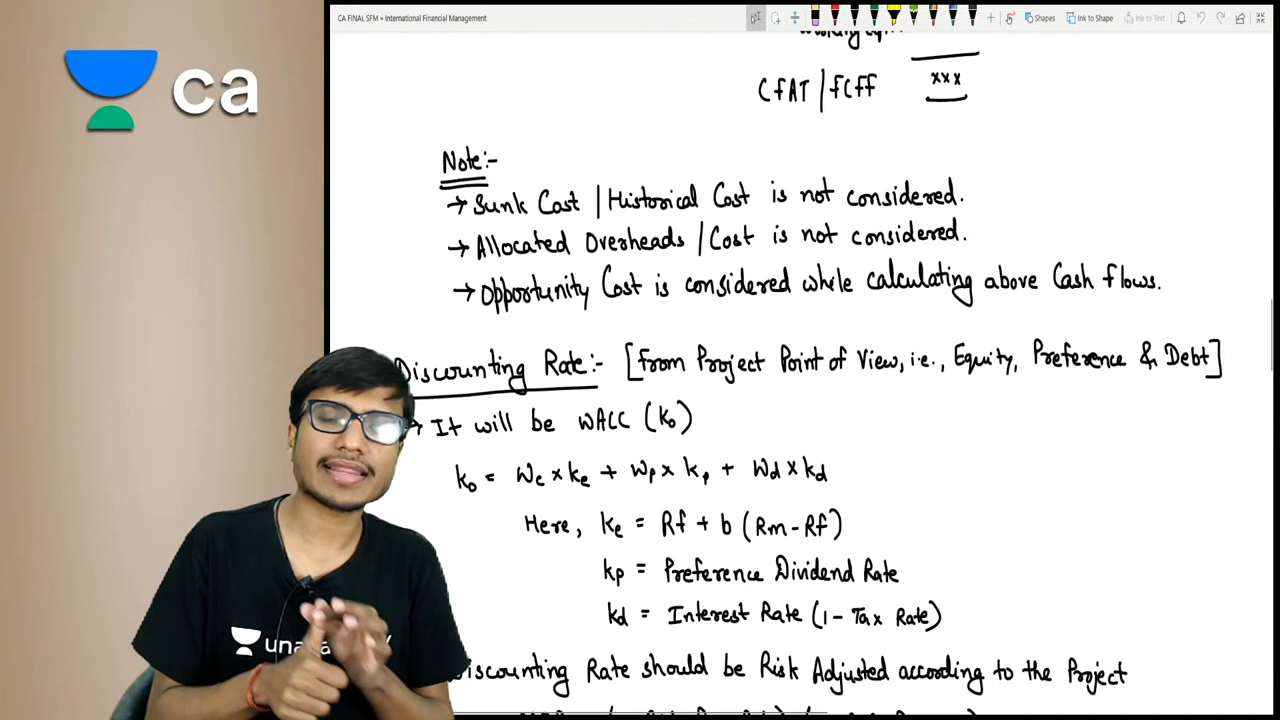 CA FINAL SFM > International Financial Management
Shapes
Ink to Shape
Ink to Text
ca
CFAT | FCFF xxx
Note:-
→ Sunk Cost / Historical Cost is not considered.
→ Allocated Overheads / Cost is not considered.
→ Opportunity Cost is considered while calculating above Cash flows.
Discounting Rate:- [From Project Point of View, i.e., Equity, Preference & Debt]
→ It will be WACC (ko)
ko = We x ke + Wp x kp + Wd x kd
Here, ke = Rf + b (Rm - Rf)
kp = Preference Dividend Rate
kd = Interest Rate (1 - Tax Rate)
Discounting Rate should be Risk Adjusted according to the Project